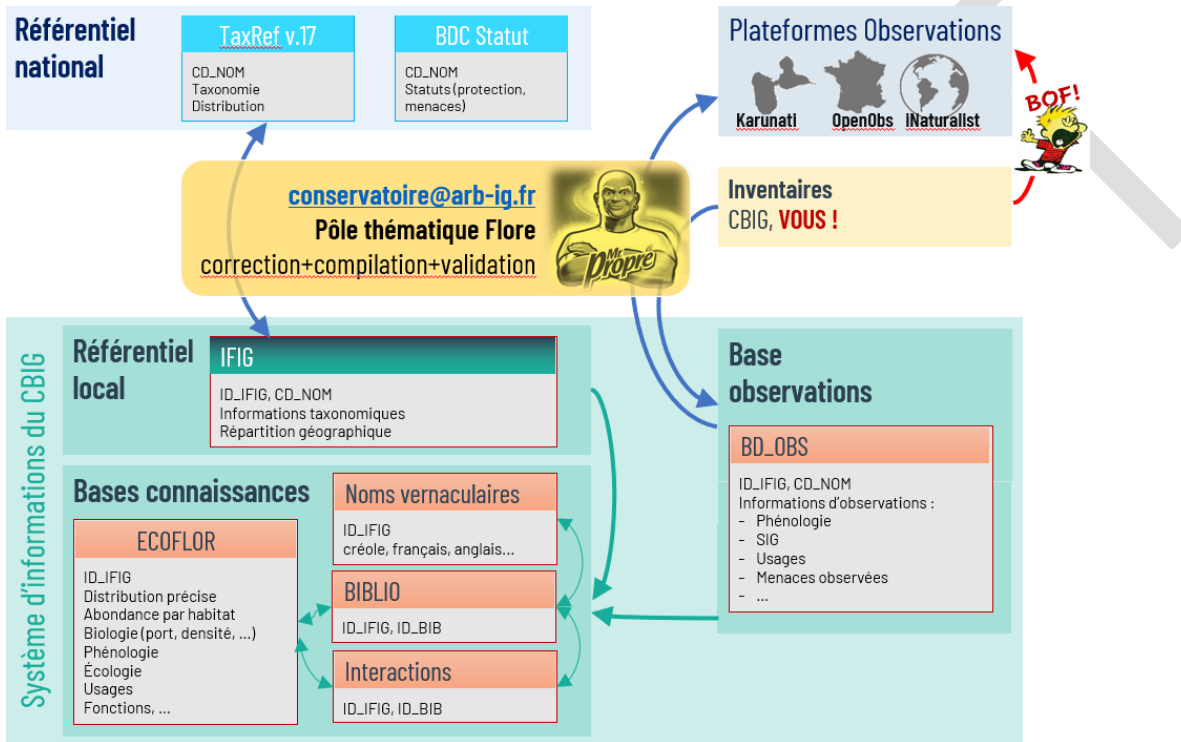 Référentiel
national
TaxRef v.17
CD_NOM
Taxonomie
Distribution
BDC Statut
CD_NOM
Statuts (protection,
menaces)
Plateformes Observations
Karunati
OpenObs
iNaturalist
BOF!
conservatoire@arb-ig.fr
Pôle thématique Flore
correction+compilation+validation
Mr.
Propre
Inventaires
CBIG, VOUS !
Système d'informations du CBIG
Référentiel
local
IFIG
ID_IFIG, CD_NOM
Informations taxonomiques
Répartition géographique
Bases connaissances
ECOFLOR
ID_IFIG
Distribution précise
Abondance par habitat
Biologie (port, densité, ...)
Phénologie
Écologie
Usages
Fonctions, ...
Noms vernaculaires
ID_IFIG
créole, français, anglais...
BIBLIO
ID_IFIG, ID_BIB
Interactions
ID_IFIG, ID_BIB
Base
observations
BD_OBS
ID_IFIG, CD_NOM
Informations d'observations :
- Phénologie
- SIG
- Usages
- Menaces observées
- ...